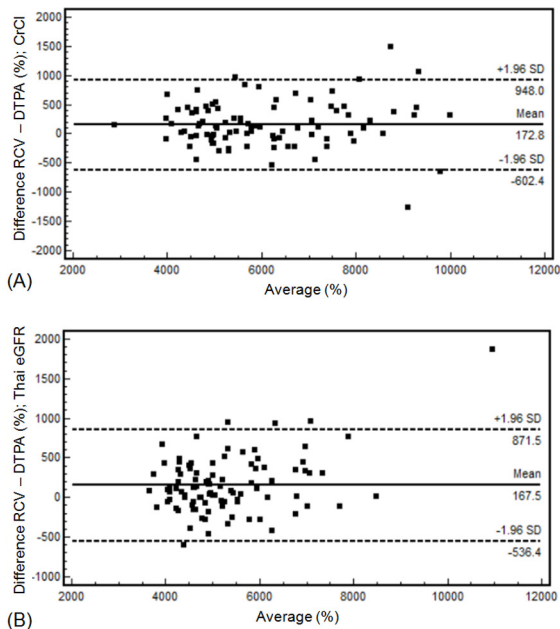 Difference RCV – DTPA (%); CrCl
2000
1500
1000
500
0
-500
-1000
-1500
-2000
+1.96 SD
948.0
Mean
172.8
-1.96 SD
-602.4
2000 4000 6000 8000 10000 12000
Average (%)
(A)
Difference RCV – DTPA (%); Thai eGFR
2000
1500
1000
500
0
-500
-1000
+1.96 SD
871.5
Mean
167.5
-1.96 SD
-536.4
2000 4000 6000 8000 10000 12000
Average (%)
(B)